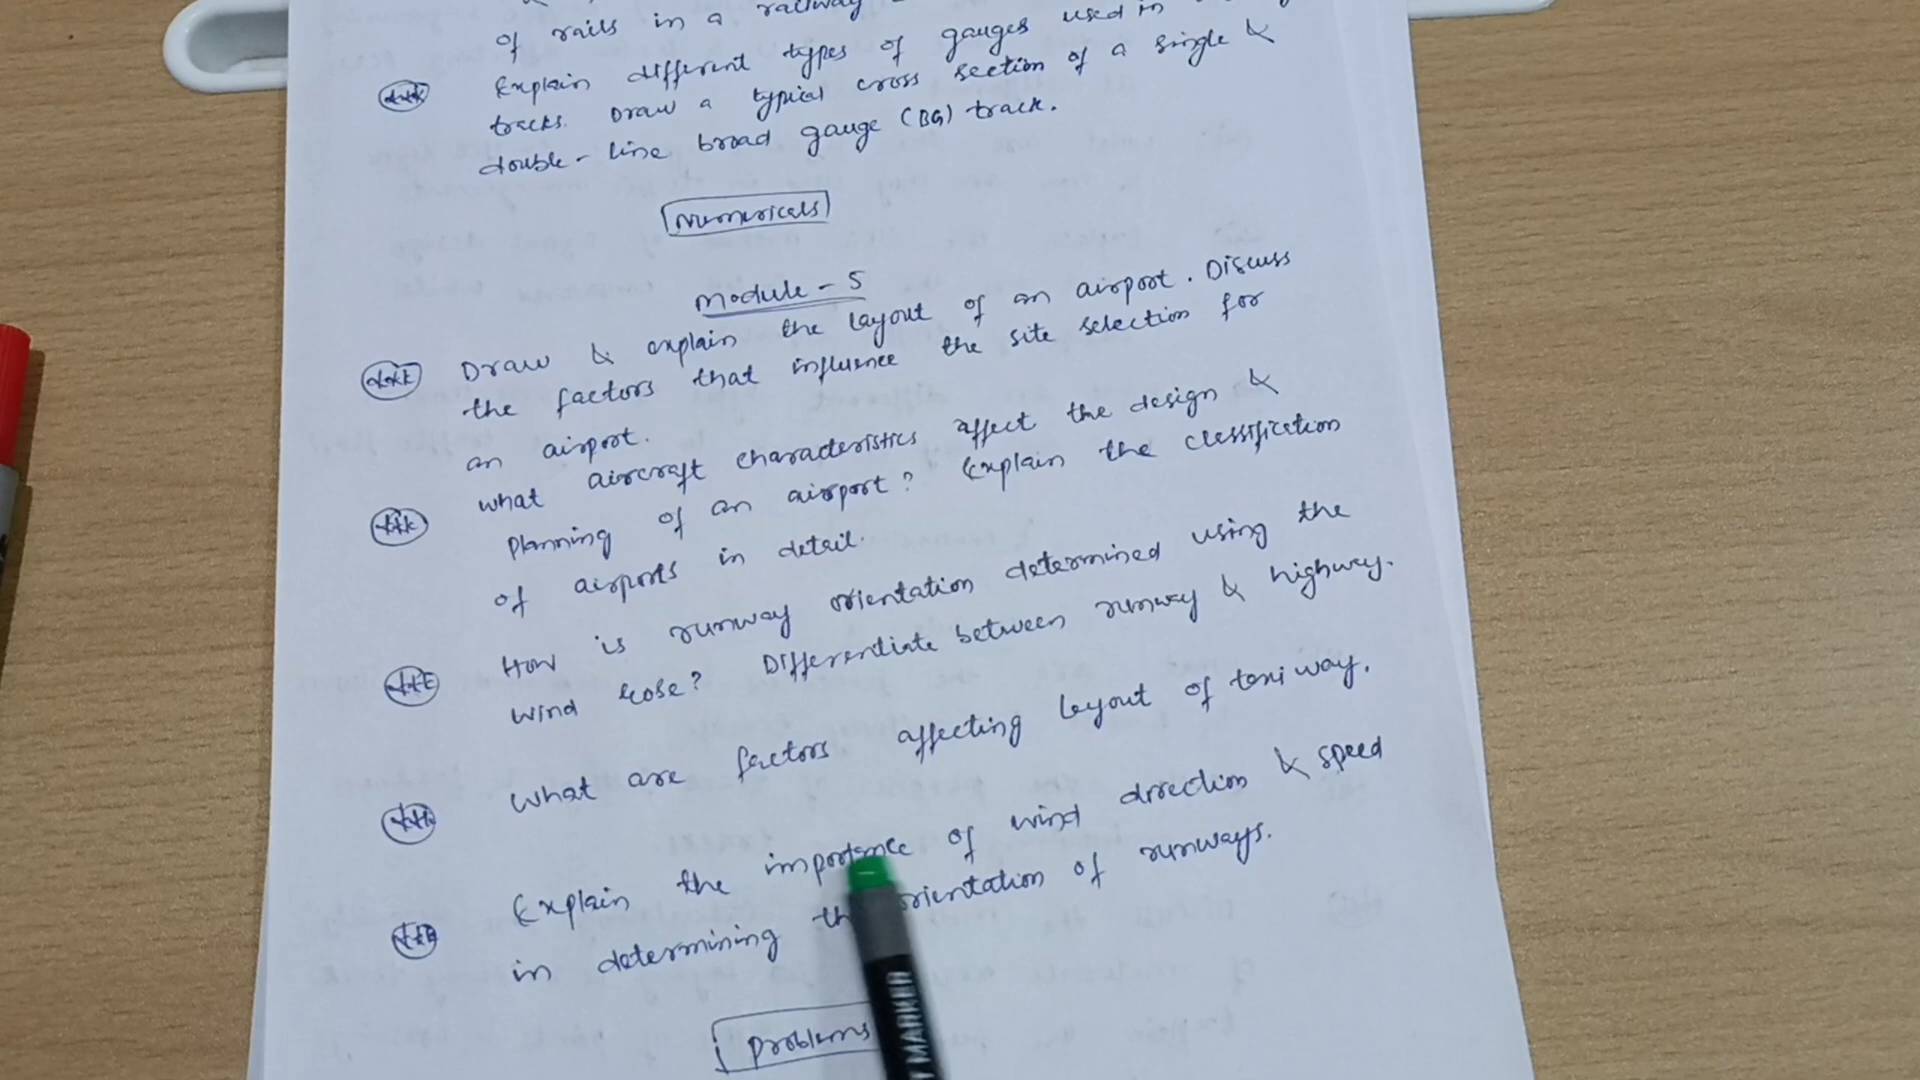 of rails in a railway
Explain different types of gauges used in
tracks. Draw a typical cross section of a single &
double-line broad gauge (BG) track.
Numericals
Module-5
Draw & explain the layout of an airport. Discuss
the factors that influence the site selection for
an airport.
What aircraft characteristics affect the design &
planning of an airport? Explain the classification
of airports in detail.
How is runway orientation determined using the
wind rose? Differentiate between runway & highway.
What are factors affecting layout of taxi way.
Explain the importance of wind direction & speed
in determining the orientation of runways.
Problems
MARKER